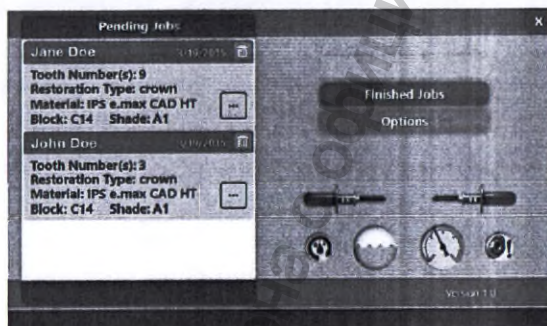 Pending Jobs
X
Jane Doe
Tooth Number(s): 9
Restoration Type: crown
Material: IPS e.max CAD HT
Block: C14 Shade: A1
...
John Doe
Tooth Number(s): 3
Restoration Type: crown
Material: IPS e.max CAD HT
Block: C14 Shade: A1
...
Finished Jobs
Options
Version 1.0